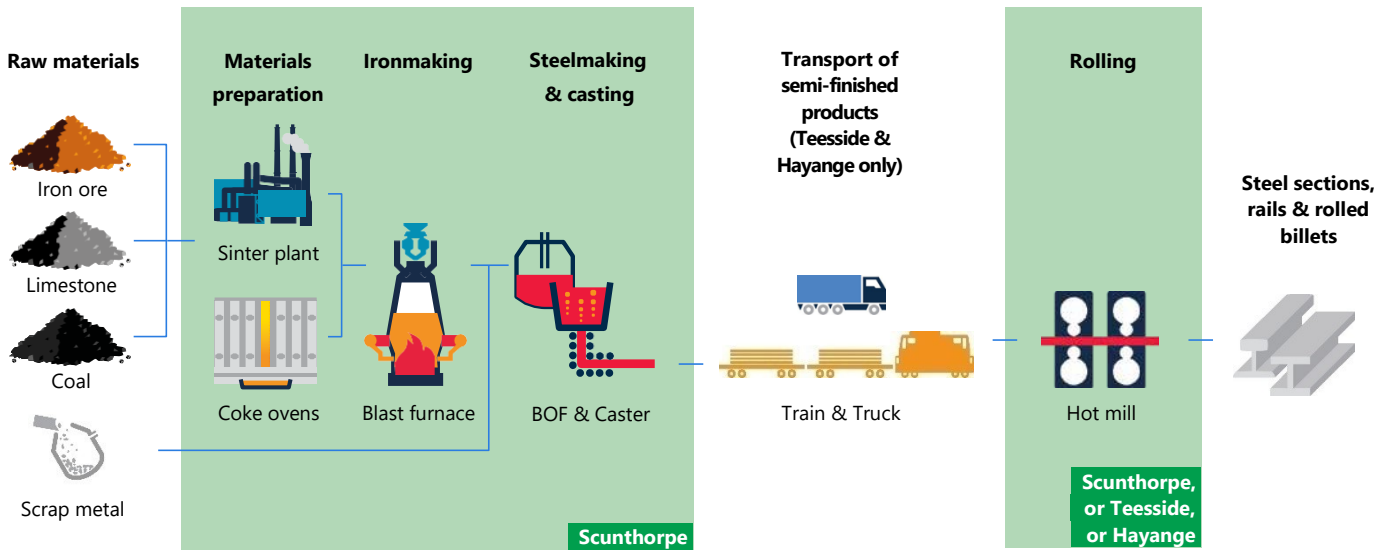 Raw materials
Iron ore
Limestone
Coal
Scrap metal
Materials
preparation
Sinter plant
Coke ovens
Ironmaking
Blast furnace
Steelmaking
& casting
BOF & Caster
Scunthorpe
Transport of
semi-finished
products
(Teesside &
Hayange only)
Train & Truck
Rolling
Hot mill
Scunthorpe,
or Teesside,
or Hayange
Steel sections,
rails & rolled
billets